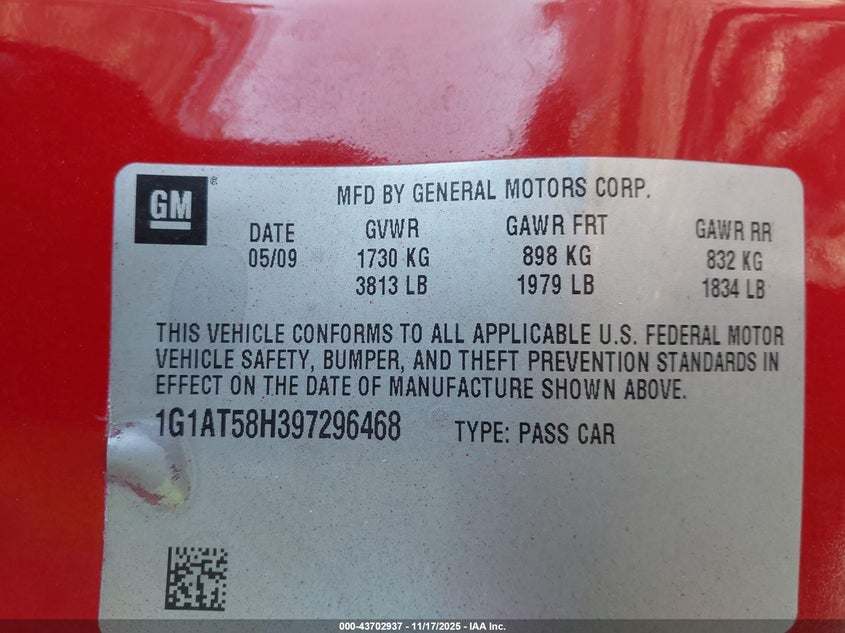 GM®
MFD BY GENERAL MOTORS CORP.
DATE GVWR GAWR FRT GAWR RR
05/09 1730 KG 898 KG 832 KG
3813 LB 1979 LB 1834 LB
THIS VEHICLE CONFORMS TO ALL APPLICABLE U.S. FEDERAL MOTOR
VEHICLE SAFETY, BUMPER, AND THEFT PREVENTION STANDARDS IN
EFFECT ON THE DATE OF MANUFACTURE SHOWN ABOVE.
1G1AT58H397296468 TYPE: PASS CAR
000-43702937 - 11/17/2025 - IAA Inc.